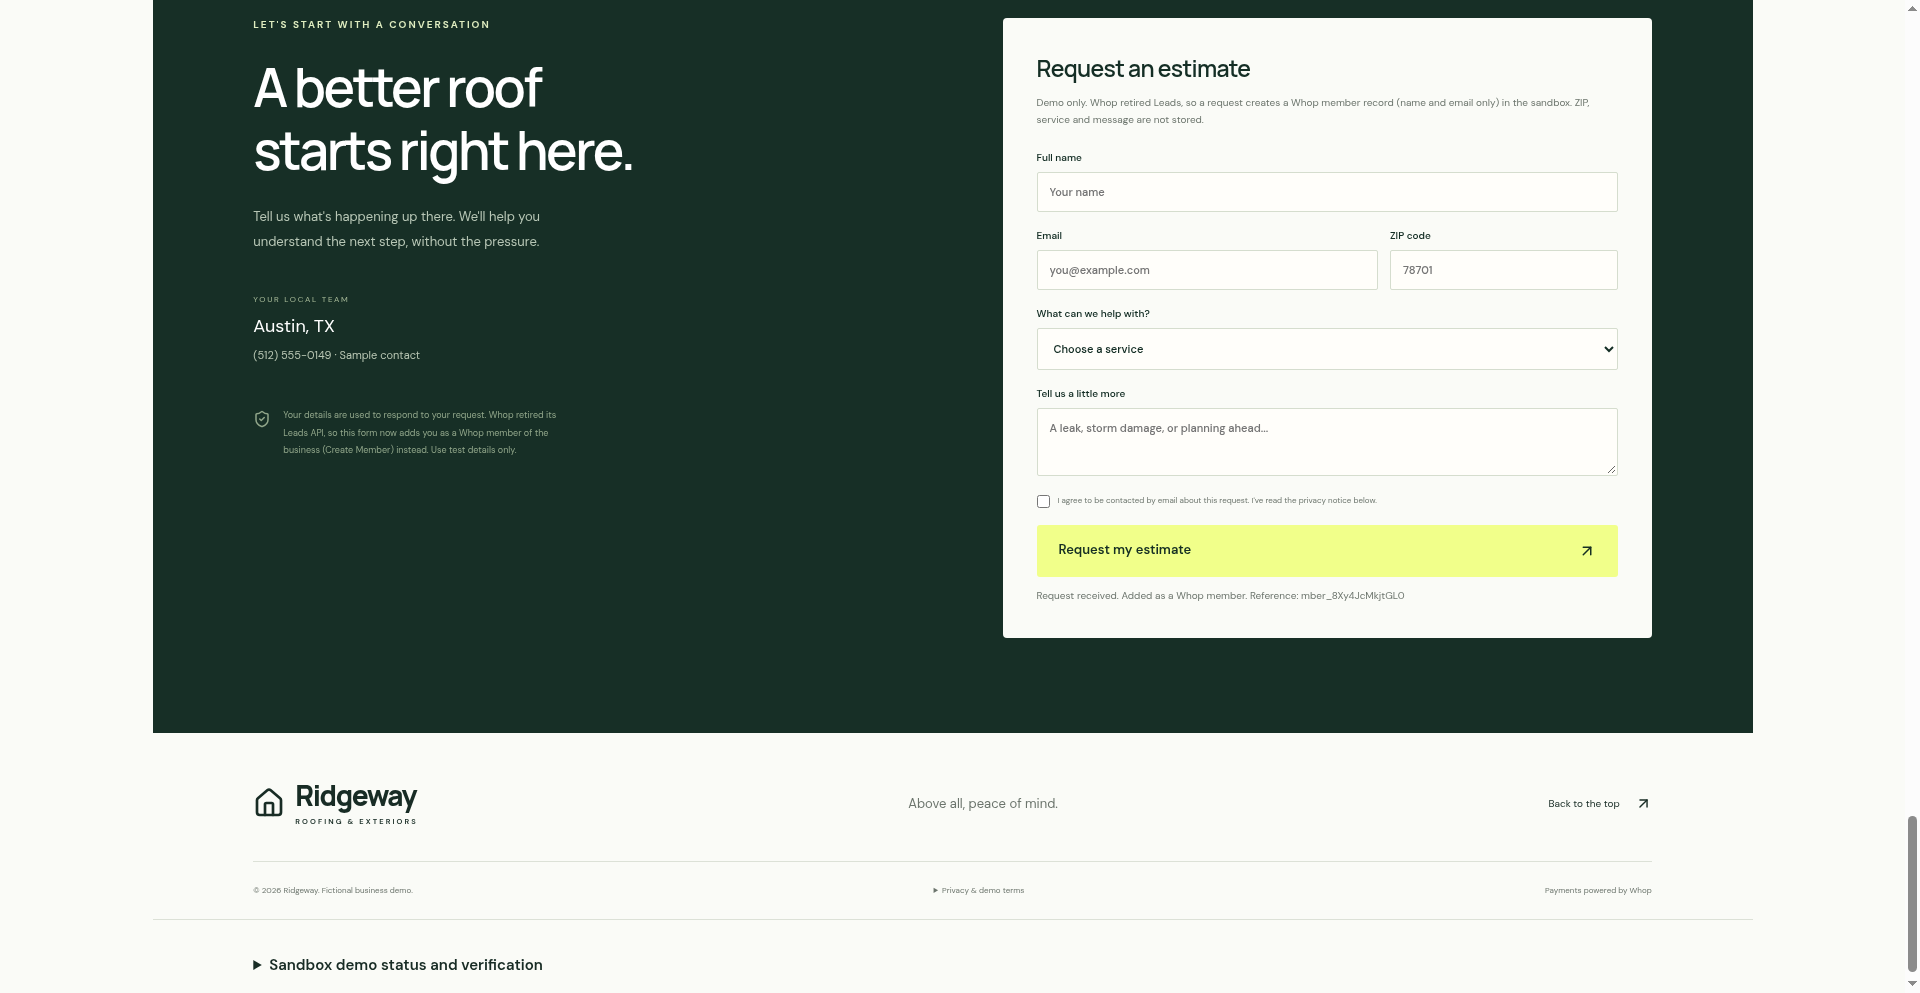 LET'S START WITH A CONVERSATION
A better roof
starts right here.
Tell us what's happening up there. We'll help you
understand the next step, without the pressure.
YOUR LOCAL TEAM
Austin, TX
(512) 555-0149 · Sample contact
Your details are used to respond to your request. Whop retired its
Leads API, so this form now adds you as a Whop member of the
business (Create Member) instead. Use test details only.
Request an estimate
Demo only. Whop retired Leads, so a request creates a Whop member record (name and email only) in the sandbox. ZIP,
service and message are not stored.
Full name
Your name
Email
ZIP code
you@example.com
78701
What can we help with?
Choose a service
Tell us a little more
A leak, storm damage, or planning ahead...
I agree to be contacted by email about this request. I've read the privacy notice below.
Request my estimate
Request received. Added as a Whop member. Reference: mber_8Xy4JcMkjtGL0
Ridgeway
ROOFING & EXTERIORS
Above all, peace of mind.
Back to the top
© 2026 Ridgeway. Fictional business demo.
Privacy & demo terms
Payments powered by Whop
Sandbox demo status and verification